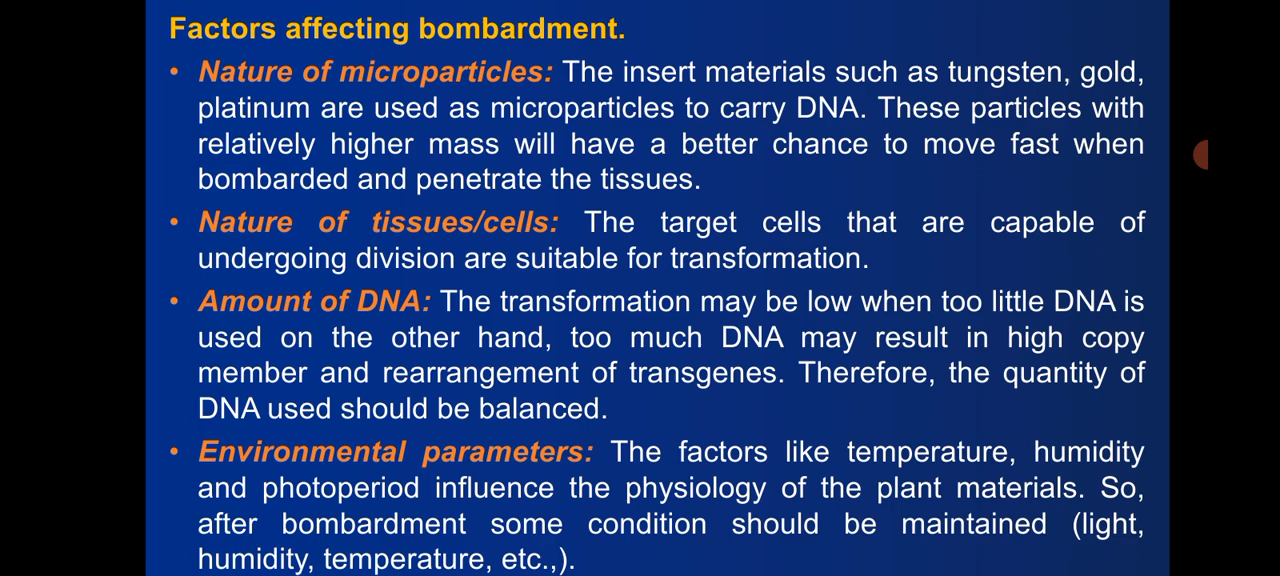 Factors affecting bombardment.
• Nature of microparticles: The insert materials such as tungsten, gold,
platinum are used as microparticles to carry DNA. These particles with
relatively higher mass will have a better chance to move fast when
bombarded and penetrate the tissues.
• Nature of tissues/cells: The target cells that are capable of
undergoing division are suitable for transformation.
• Amount of DNA: The transformation may be low when too little DNA is
used on the other hand, too much DNA may result in high copy
member and rearrangement of transgenes. Therefore, the quantity of
DNA used should be balanced.
• Environmental parameters: The factors like temperature, humidity
and photoperiod influence the physiology of the plant materials. So,
after bombardment some condition should be maintained (light,
humidity, temperature, etc.,).